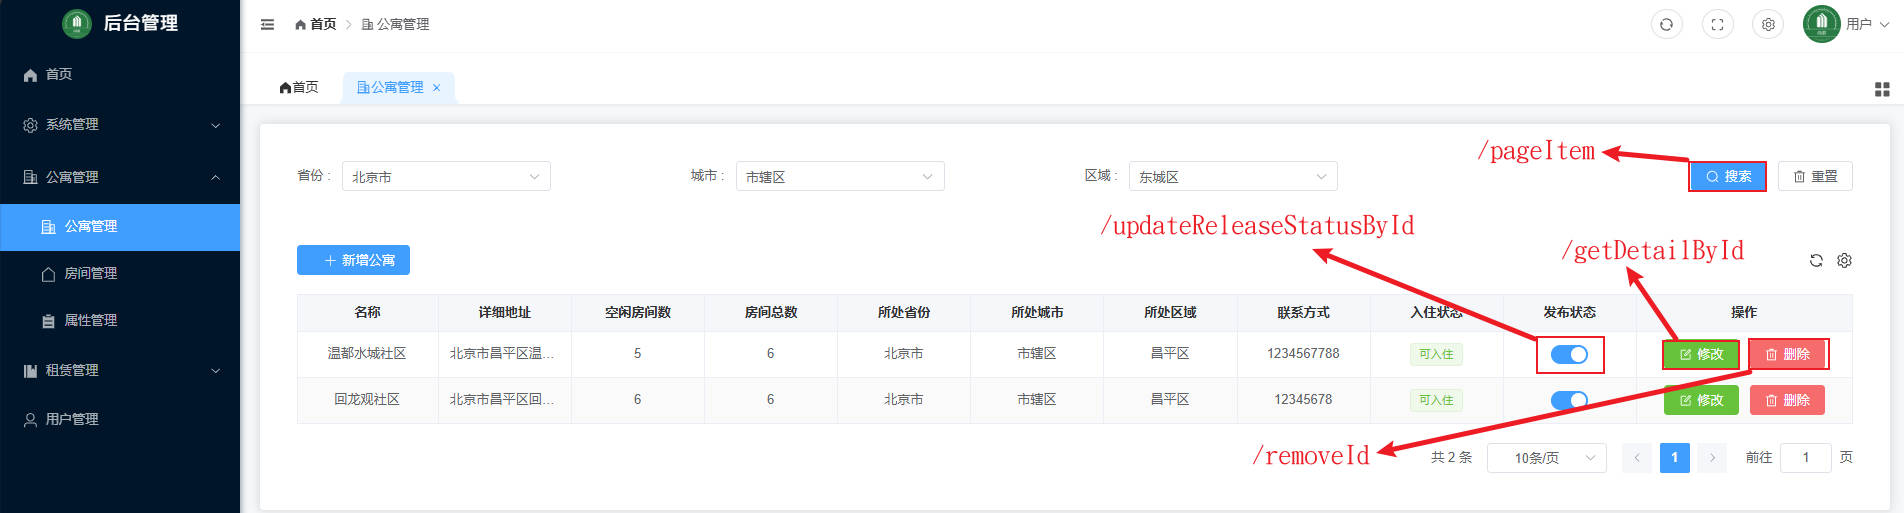 后台管理
首页 > 公寓管理
用户
首页
系统管理
公寓管理
公寓管理
房间管理
属性管理
租赁管理
用户管理
首页 公寓管理 ×
/pageItem
省份： 北京市 城市： 市辖区 区域： 东城区 搜索 重置
/updateReleaseStatusById
/getDetailById
+ 新增公寓
名称 详细地址 空闲房间数 房间总数 所处省份 所处城市 所处区域 联系方式 入住状态 发布状态 操作
温都水城社区 北京市昌平区温... 5 6 北京市 市辖区 昌平区 1234567788 可入住 修改 删除
回龙观社区 北京市昌平区回... 6 6 北京市 市辖区 昌平区 12345678 可入住 修改 删除
/removeId
共 2 条 10条/页 < 1 > 前往 1 页